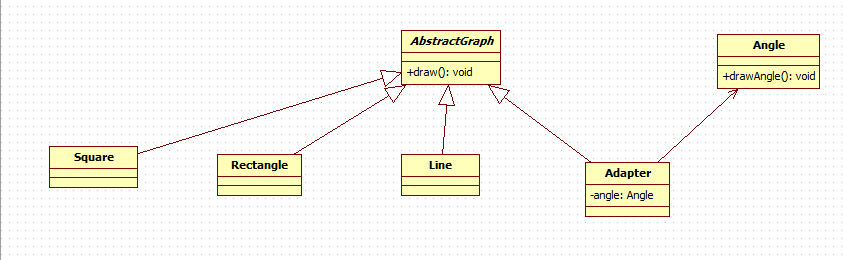 AbstractGraph
+draw(): void
Angle
+drawAngle(): void
Square
Rectangle
Line
Adapter
-angle: Angle